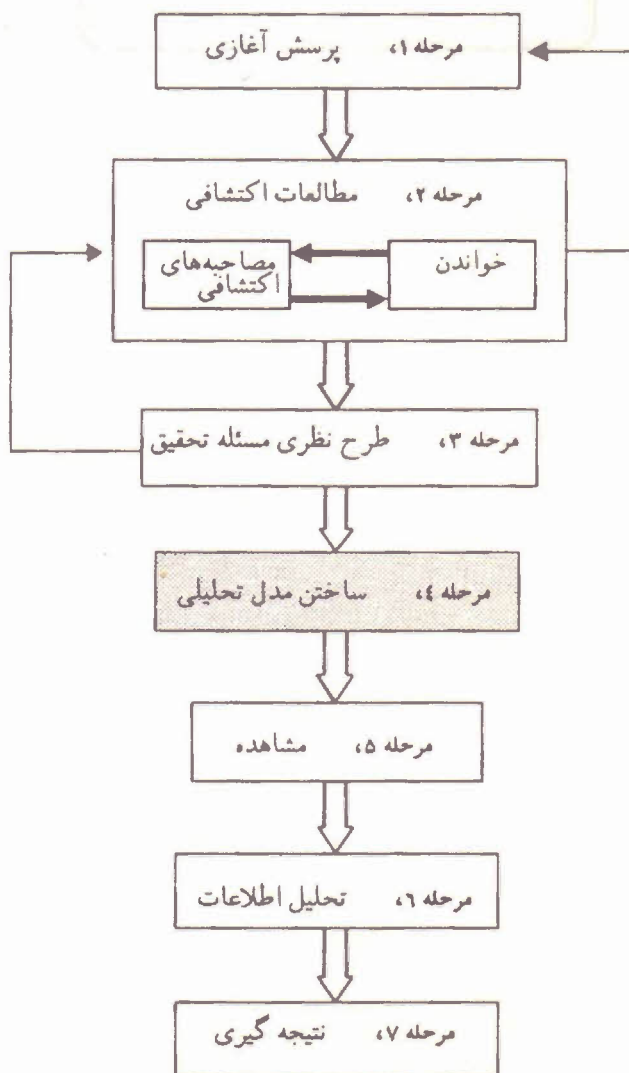 مرحله ۱، پرسش آغازی
مرحله ۲، مطالعات اکتشافی
خواندن
مصاحبه‌های
اکتشافی
مرحله ۳، طرح نظری مسئله تحقیق
مرحله ٤، ساختن مدل تحلیلی
مرحله ۵، مشاهده
مرحله ٦، تحلیل اطلاعات
مرحله ۷، نتیجه گیری